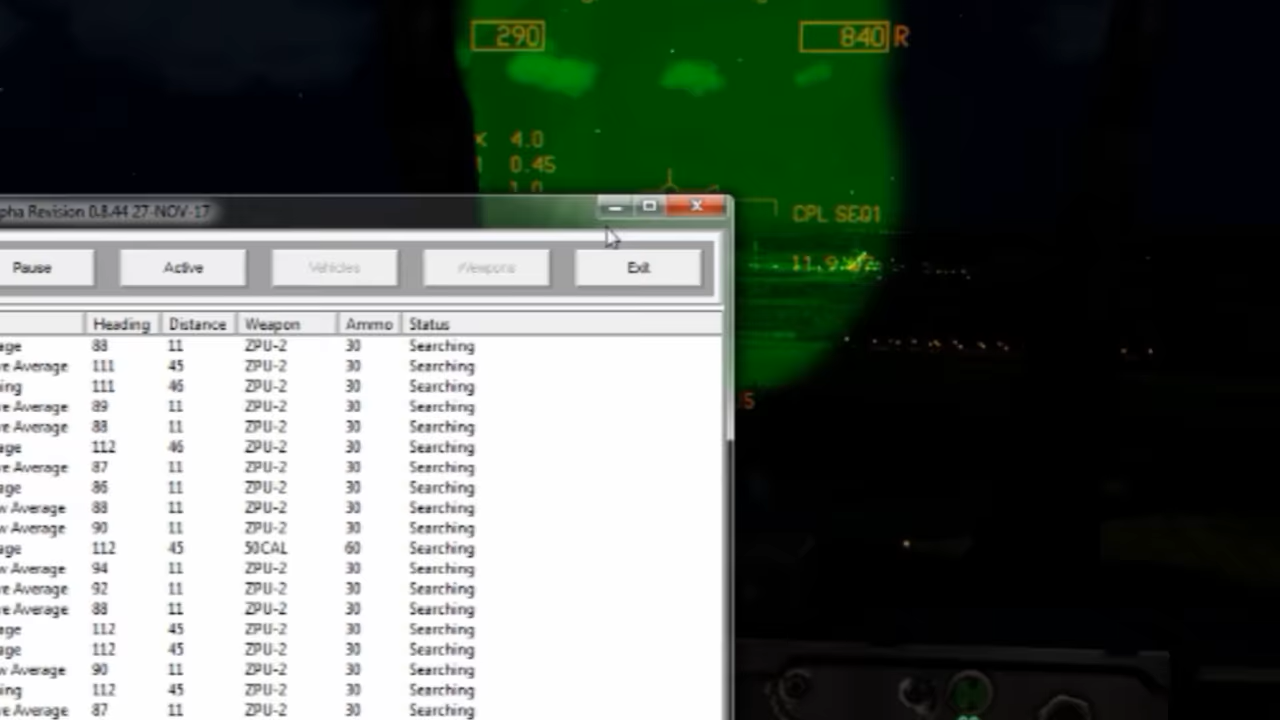 290 840 R
4.0
0.45
1.0
pha Revision 0.8.44 27-NOV-17
CPL SEQ1
Pause Active Vehicles Weapons Exit
11.9
Heading Distance Weapon Ammo Status
age 88 11 ZPU-2 30 Searching
e Average 111 45 ZPU-2 30 Searching
ing 111 46 ZPU-2 30 Searching
e Average 89 11 ZPU-2 30 Searching
5
e Average 88 11 ZPU-2 30 Searching
age 112 46 ZPU-2 30 Searching
e Average 87 11 ZPU-2 30 Searching
age 86 11 ZPU-2 30 Searching
w Average 88 11 ZPU-2 30 Searching
w Average 90 11 ZPU-2 30 Searching
age 112 45 50CAL 60 Searching
w Average 94 11 ZPU-2 30 Searching
e Average 92 11 ZPU-2 30 Searching
e Average 88 11 ZPU-2 30 Searching
age 112 45 ZPU-2 30 Searching
age 112 45 ZPU-2 30 Searching
w Average 90 11 ZPU-2 30 Searching
ing 112 45 ZPU-2 30 Searching
e Average 87 11 ZPU-2 30 Searching